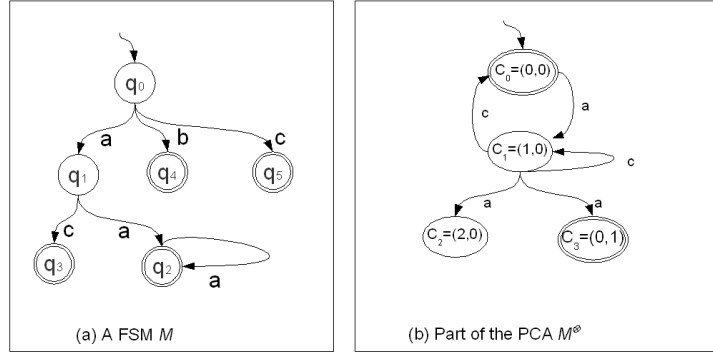 q0
a
b
c
q1
q4
q5
c
a
q3
q2
a
(a) A FSM M
C0=(0,0)
c
a
C1=(1,0)
c
a
a
C2=(2,0)
C3=(0,1)
(b) Part of the PCA M⊗